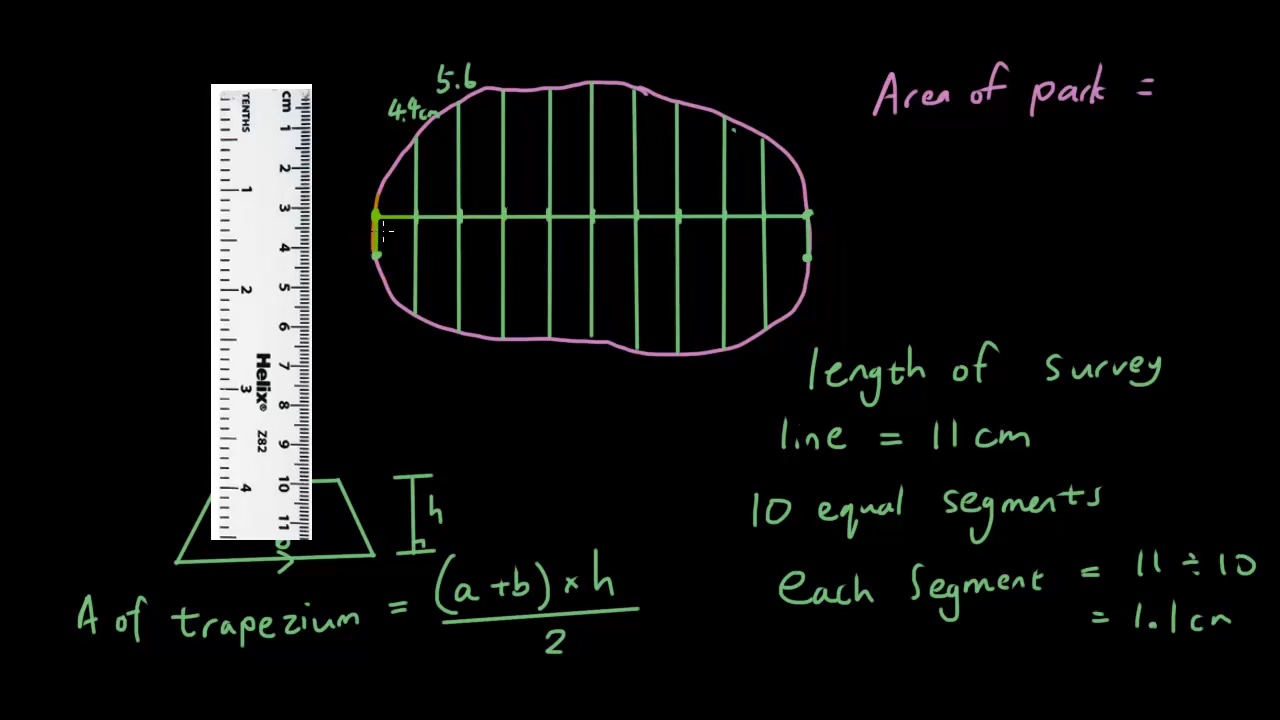 5.6
4.4cm
Area of park =
TENTHS
cm
1
2
3
4
5
6
7
8
9
10
11
1
2
3
4
Helix®
Z82
length of survey
line = 11 cm
10 equal segments
each segment = 11 ÷ 10
= 1.1cm
h
b
A of trapezium = (a+b) × h
2